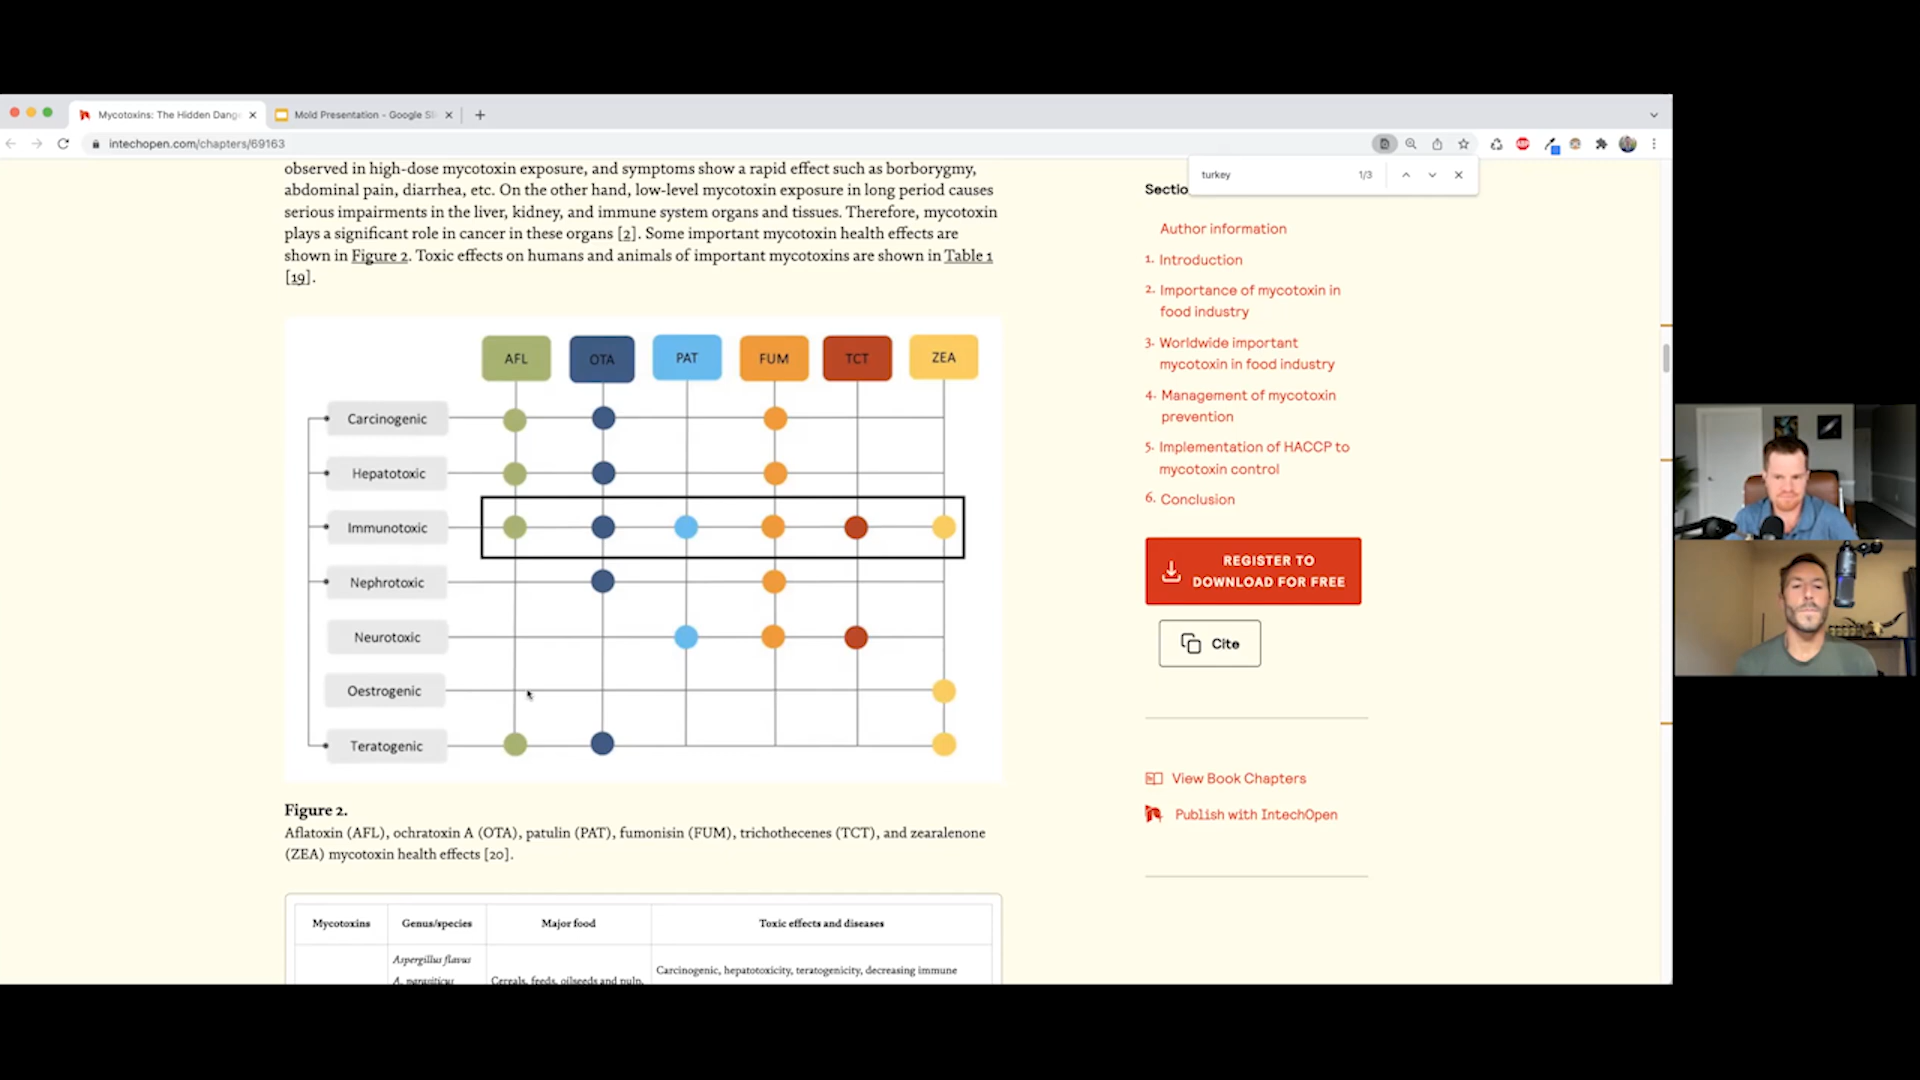 Mycotoxins: The Hidden Dange
Mold Presentation - Google Sli
intechopen.com/chapters/69163
turkey
1/3
observed in high-dose mycotoxin exposure, and symptoms show a rapid effect such as borborygmy,
abdominal pain, diarrhea, etc. On the other hand, low-level mycotoxin exposure in long period causes
serious impairments in the liver, kidney, and immune system organs and tissues. Therefore, mycotoxin
plays a significant role in cancer in these organs [2]. Some important mycotoxin health effects are
shown in Figure 2. Toxic effects on humans and animals of important mycotoxins are shown in Table 1
[19].
AFL OTA PAT FUM TCT ZEA
Carcinogenic
Hepatotoxic
Immunotoxic
Nephrotoxic
Neurotoxic
Oestrogenic
Teratogenic
Figure 2.
Aflatoxin (AFL), ochratoxin A (OTA), patulin (PAT), fumonisin (FUM), trichothecenes (TCT), and zearalenone
(ZEA) mycotoxin health effects [20].
Mycotoxins Genus/species Major food Toxic effects and diseases
Aspergillus flavus
A. parasiticus
Cereals, feeds, oilseeds and pulp,
Carcinogenic, hepatotoxicity, teratogenicity, decreasing immune
Sectio
Author information
1. Introduction
2. Importance of mycotoxin in
food industry
3. Worldwide important
mycotoxin in food industry
4. Management of mycotoxin
prevention
5. Implementation of HACCP to
mycotoxin control
6. Conclusion
REGISTER TO
DOWNLOAD FOR FREE
Cite
View Book Chapters
Publish with IntechOpen